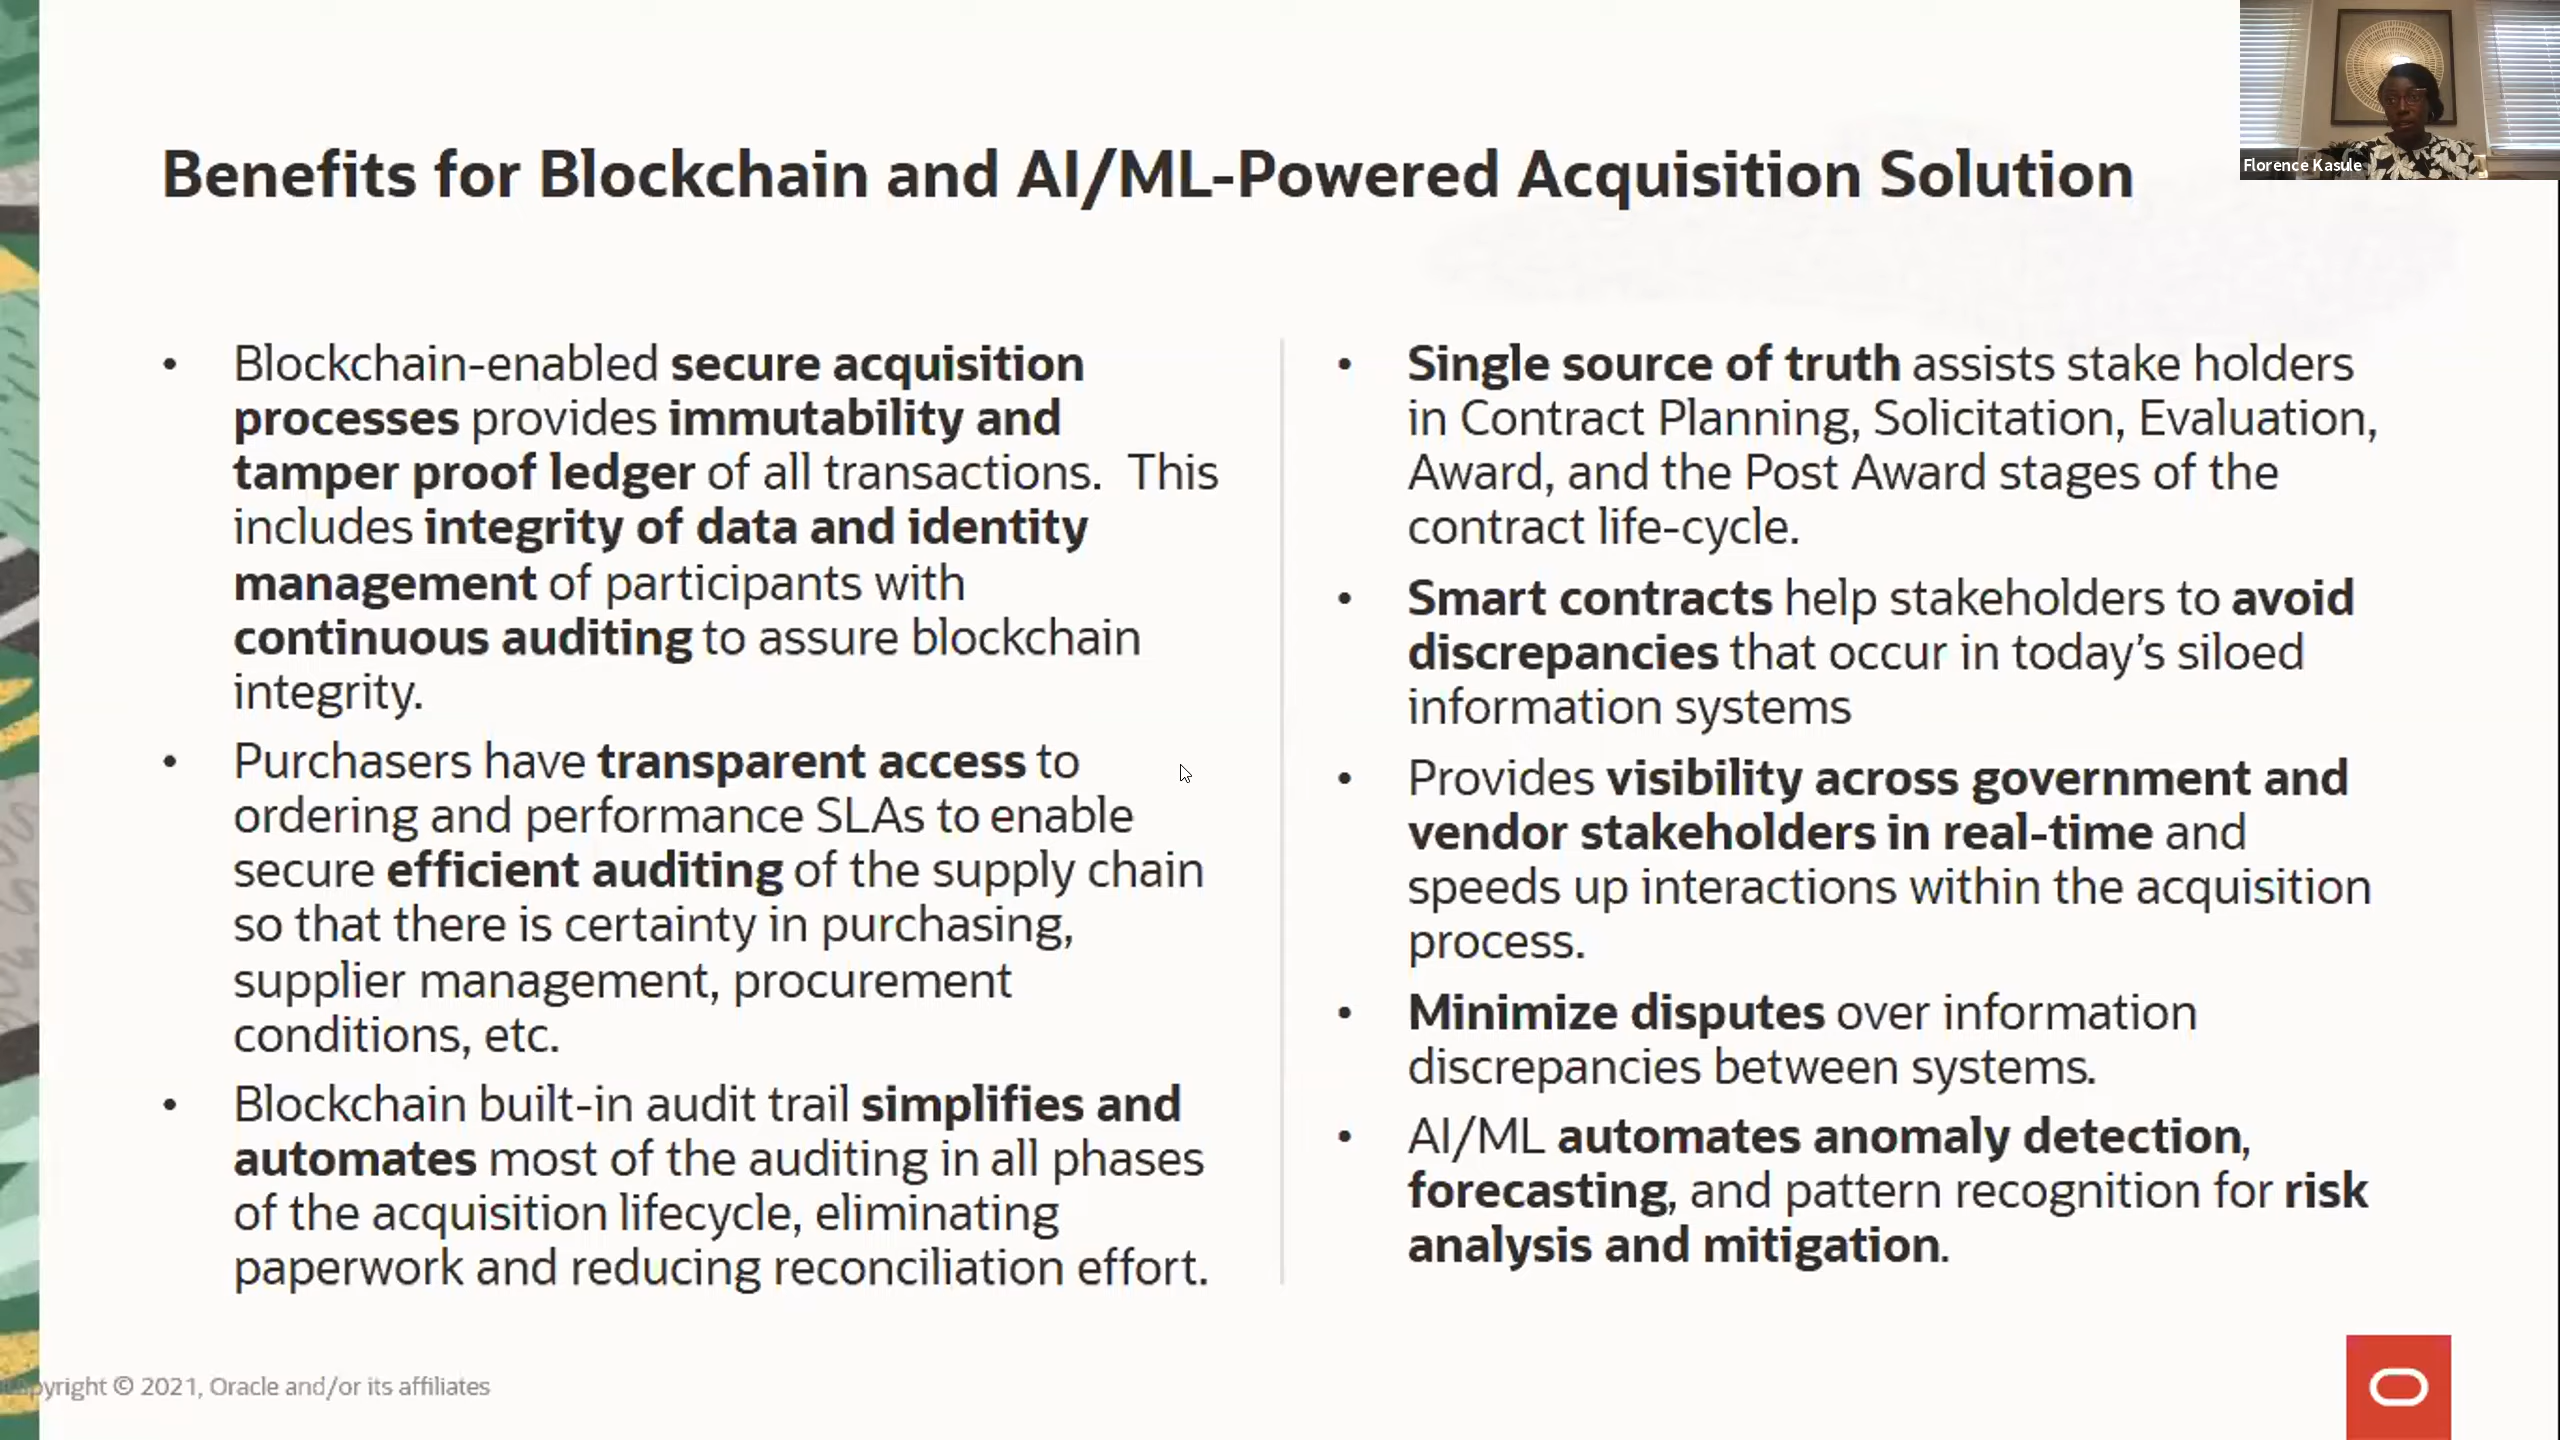 Florence Kasule
Benefits for Blockchain and AI/ML-Powered Acquisition Solution
• Blockchain-enabled secure acquisition
processes provides immutability and
tamper proof ledger of all transactions.  This
includes integrity of data and identity
management of participants with
continuous auditing to assure blockchain
integrity.
• Purchasers have transparent access to
ordering and performance SLAs to enable
secure efficient auditing of the supply chain
so that there is certainty in purchasing,
supplier management, procurement
conditions, etc.
• Blockchain built-in audit trail simplifies and
automates most of the auditing in all phases
of the acquisition lifecycle, eliminating
paperwork and reducing reconciliation effort.
• Single source of truth assists stake holders
in Contract Planning, Solicitation, Evaluation,
Award, and the Post Award stages of the
contract life-cycle.
• Smart contracts help stakeholders to avoid
discrepancies that occur in today’s siloed
information systems
• Provides visibility across government and
vendor stakeholders in real-time and
speeds up interactions within the acquisition
process.
• Minimize disputes over information
discrepancies between systems.
• AI/ML automates anomaly detection,
forecasting, and pattern recognition for risk
analysis and mitigation.
Copyright © 2021, Oracle and/or its affiliates